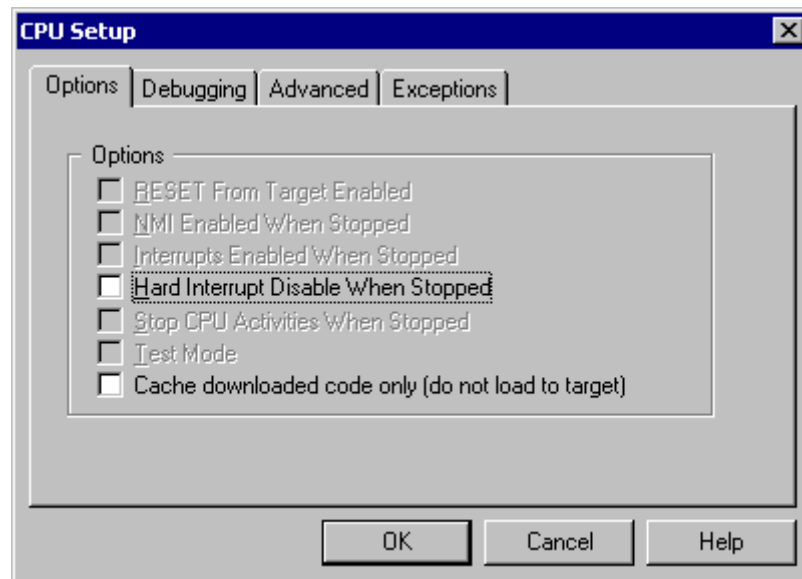 CPU Setup
Options Debugging Advanced Exceptions
Options
RESET From Target Enabled
NMI Enabled When Stopped
Interrupts Enabled When Stopped
Hard Interrupt Disable When Stopped
Stop CPU Activities When Stopped
Test Mode
Cache downloaded code only (do not load to target)
OK Cancel Help